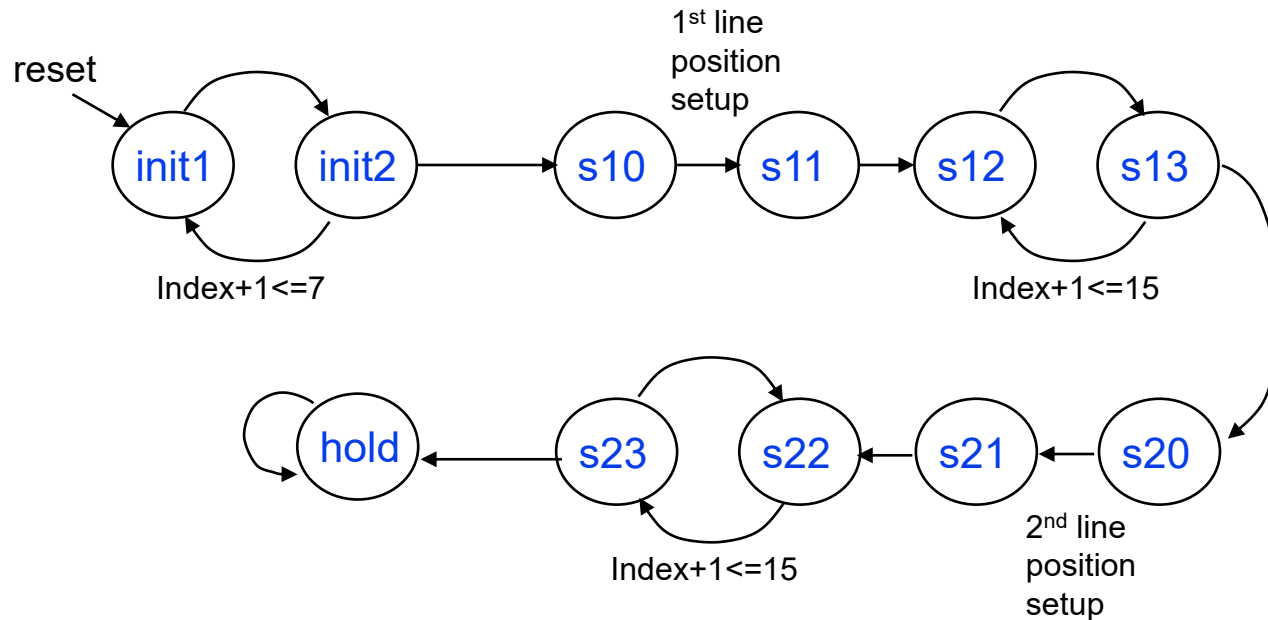 1st line
position
setup
reset
init1
init2
s10
s11
s12
s13
Index+1<=7
Index+1<=15
hold
s23
s22
s21
s20
Index+1<=15
2nd line
position
setup